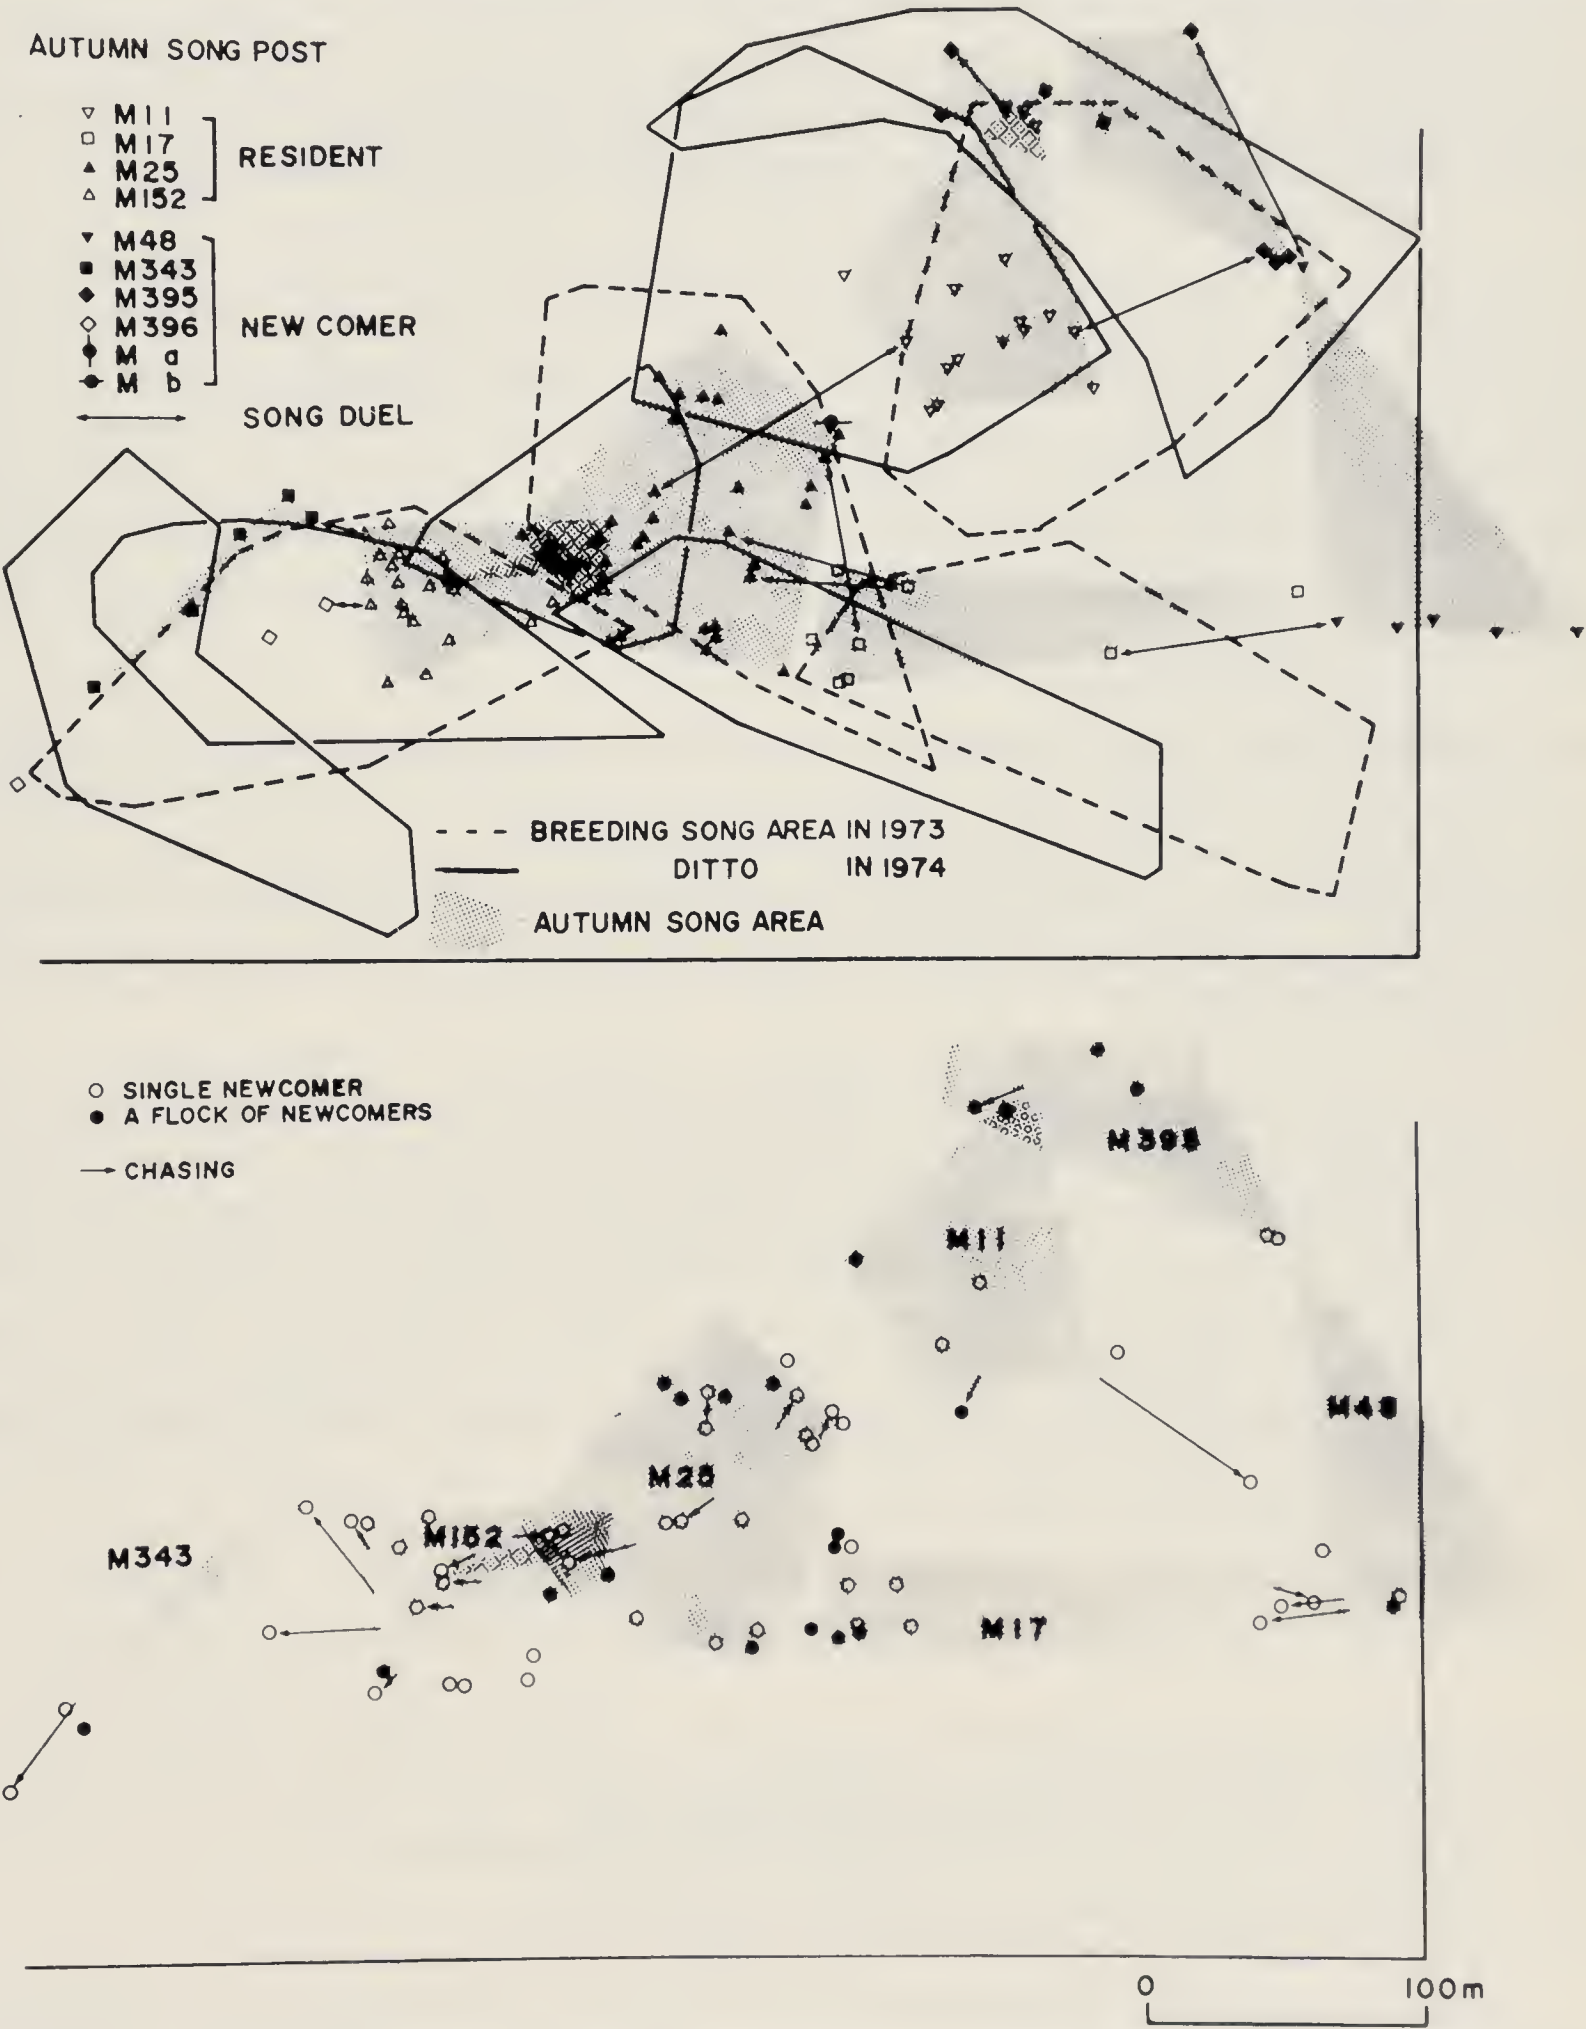 AUTUMN SONG POST
M11
M17
M25
M152
RESIDENT
M48
M343
M395
M396
M a
M b
NEW COMER
SONG DUEL
BREEDING SONG AREA IN 1973
DITTO IN 1974
AUTUMN SONG AREA
SINGLE NEWCOMER
A FLOCK OF NEWCOMERS
CHASING
M395
M11
M48
M25
M152
M343
M17
0 100m